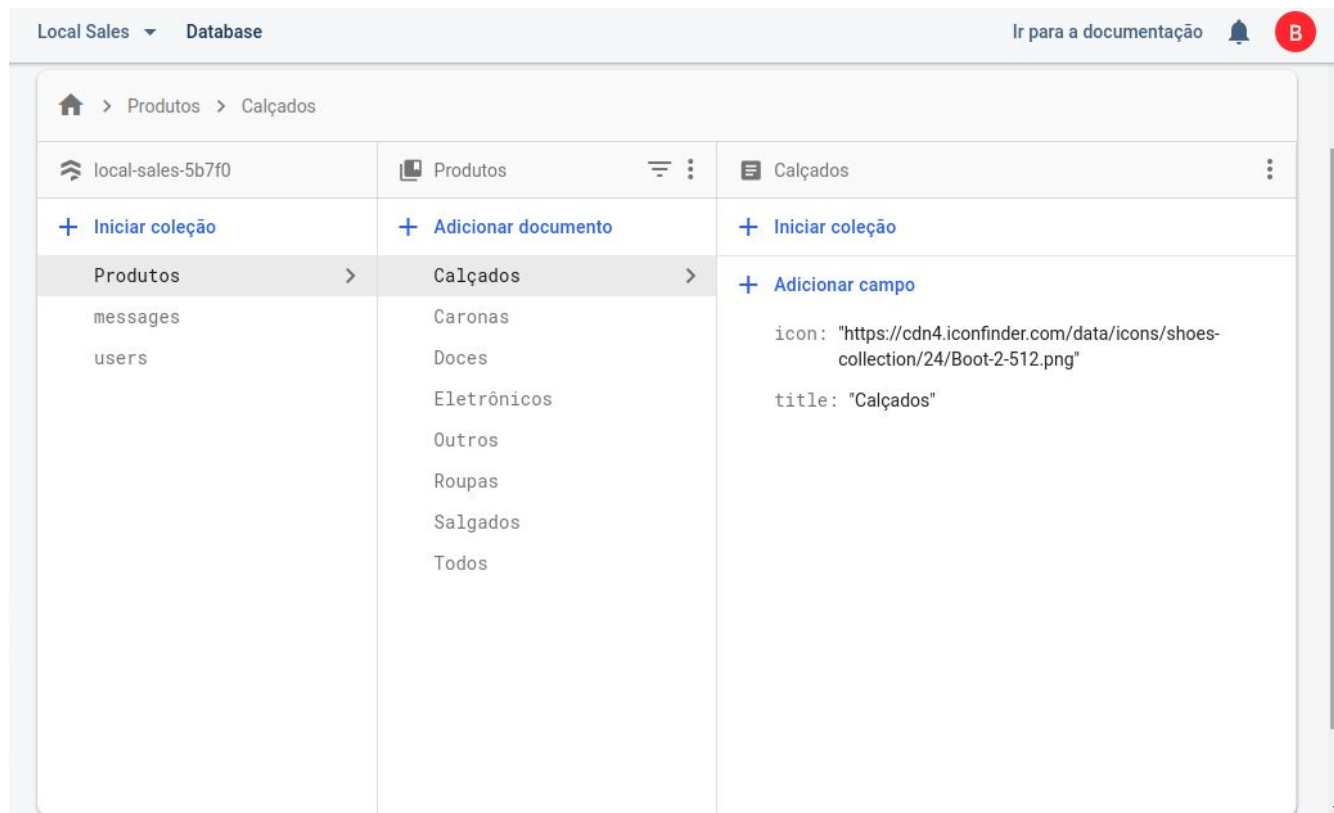 Local Sales Database Ir para a documentação B
Produtos > Calçados
local-sales-5b7f0 Produtos Calçados
+ Iniciar coleção + Adicionar documento + Iniciar coleção
Produtos
messages
users
Calçados
Caronas
Doces
Eletrônicos
Outros
Roupas
Salgados
Todos
+ Adicionar campo
icon: "https://cdn4.iconfinder.com/data/icons/shoes-
collection/24/Boot-2-512.png"
title: "Calçados"